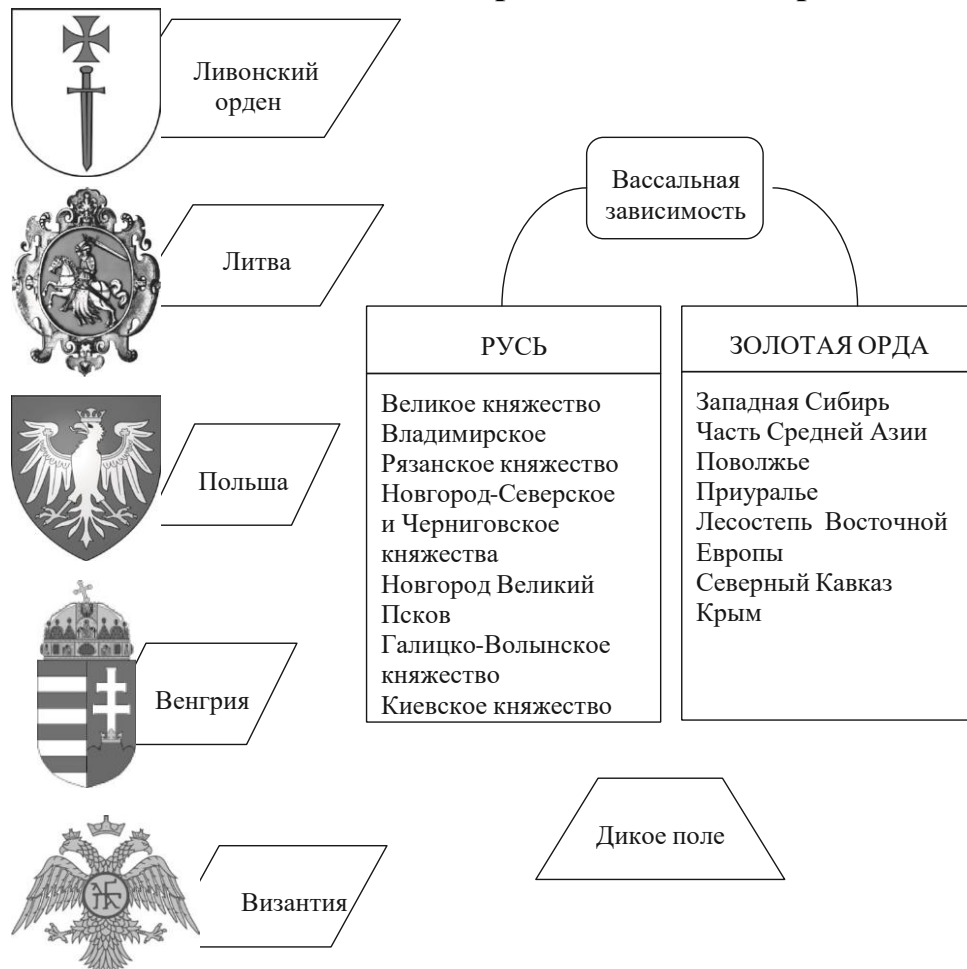 Ливонский
орден
Литва
Польша
Венгрия
Византия
Вассальная
зависимость
РУСЬ
Великое княжество
Владимирское
Рязанское княжество
Новгород-Северское
и Черниговское
княжества
Новгород Великий
Псков
Галицко-Волынское
княжество
Киевское княжество
ЗОЛОТАЯ ОРДА
Западная Сибирь
Часть Средней Азии
Поволжье
Приуралье
Лесостепь Восточной
Европы
Северный Кавказ
Крым
Дикое поле